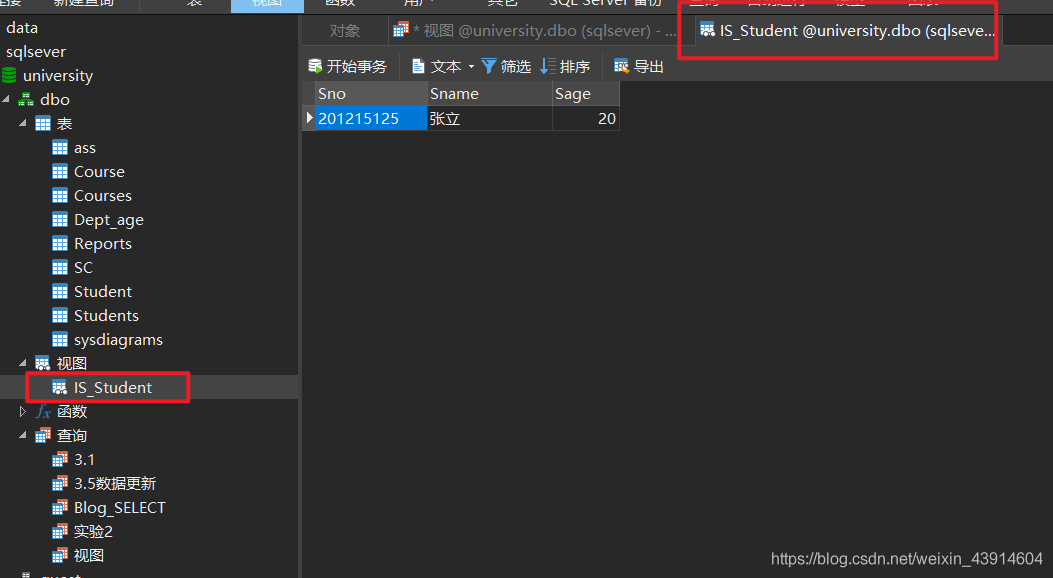 新建查询 表 视图 函数 用户 其它 SQL Server 备份 查询
data
sqlsever
university
dbo
表
ass
Course
Courses
Dept_age
Reports
SC
Student
Students
sysdiagrams
视图
IS_Student
函数
查询
3.1
3.5数据更新
Blog_SELECT
实验2
视图
对象 * 视图 @university.dbo (sqlsever) - ... IS_Student @university.dbo (sqlseve...
开始事务 文本 筛选 排序 导出
Sno Sname Sage
201215125 张立 20
https://blog.csdn.net/weixin_43914604